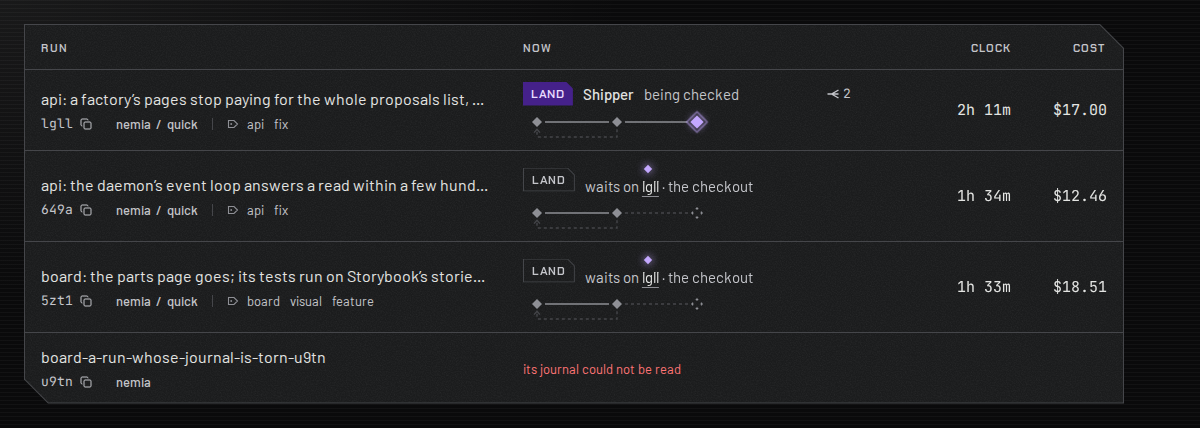 RUN NOW CLOCK COST
api: a factory's pages stop paying for the whole proposals list, ...
LAND Shipper being checked 2
lgll nemia / quick api fix
2h 11m $17.00
api: the daemon's event loop answers a read within a few hund...
LAND waits on lgll · the checkout
649a nemia / quick api fix
1h 34m $12.46
board: the parts page goes; its tests run on Storybook's storie...
LAND waits on lgll · the checkout
5zt1 nemia / quick board visual feature
1h 33m $18.51
board-a-run-whose-journal-is-torn-u9tn
its journal could not be read
u9tn nemia